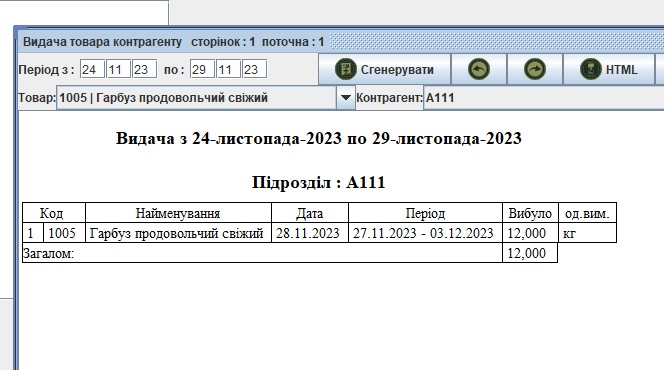 Видача товара контрагенту сторінок : 1 поточна : 1
Період з : 24 11 23 по : 29 11 23 Сгенерувати HTML
Товар: 1005 | Гарбуз продовольчий свіжий Контрагент: А111
Видача з 24-листопада-2023 по 29-листопада-2023
Підрозділ : А111
Код Найменування Дата Період Вибуло од.вим.
1 1005 Гарбуз продовольчий свіжий 28.11.2023 27.11.2023 - 03.12.2023 12,000 кг
Загалом: 12,000